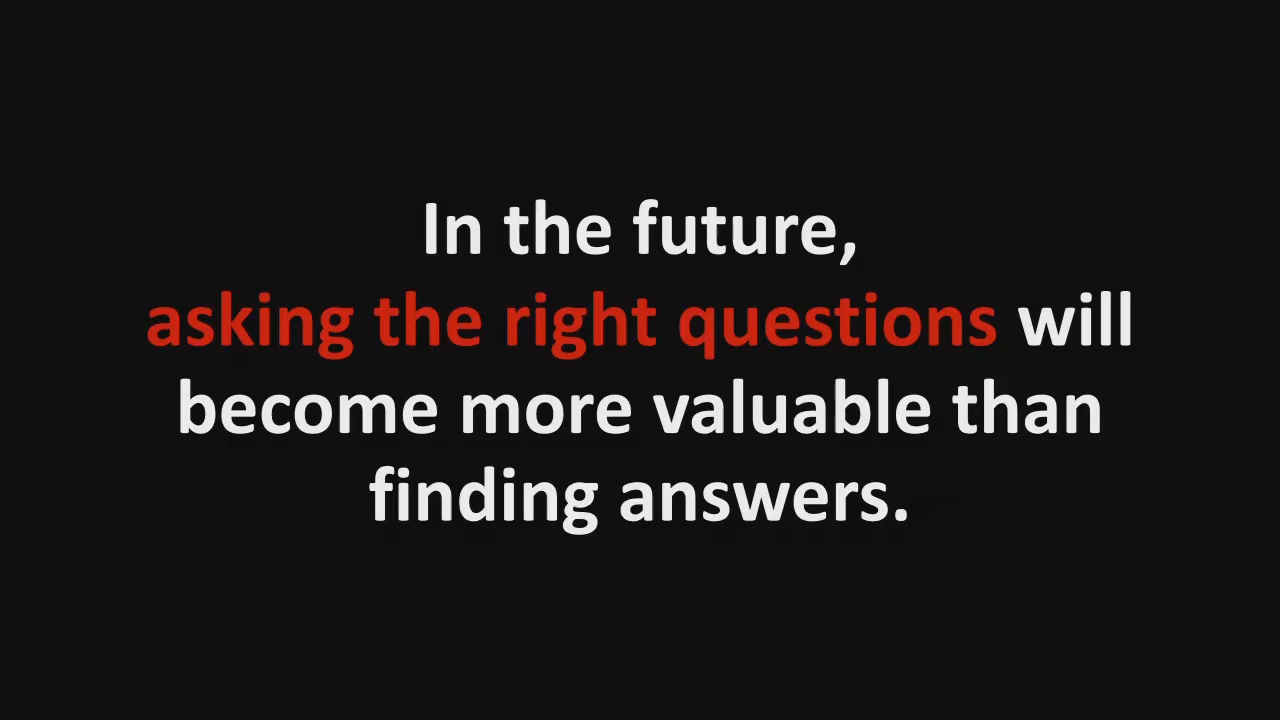 In the future,
asking the right questions will
become more valuable than
finding answers.